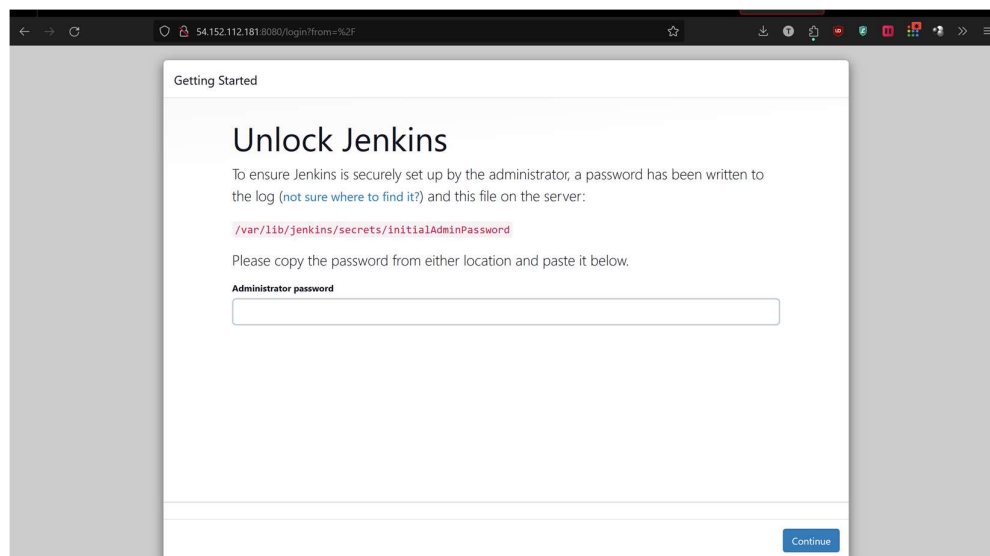 54.152.112.181:8080/login?from=%2F
Getting Started
Unlock Jenkins
To ensure Jenkins is securely set up by the administrator, a password has been written to
the log (not sure where to find it?) and this file on the server:
/var/lib/jenkins/secrets/initialAdminPassword
Please copy the password from either location and paste it below.
Administrator password
Continue